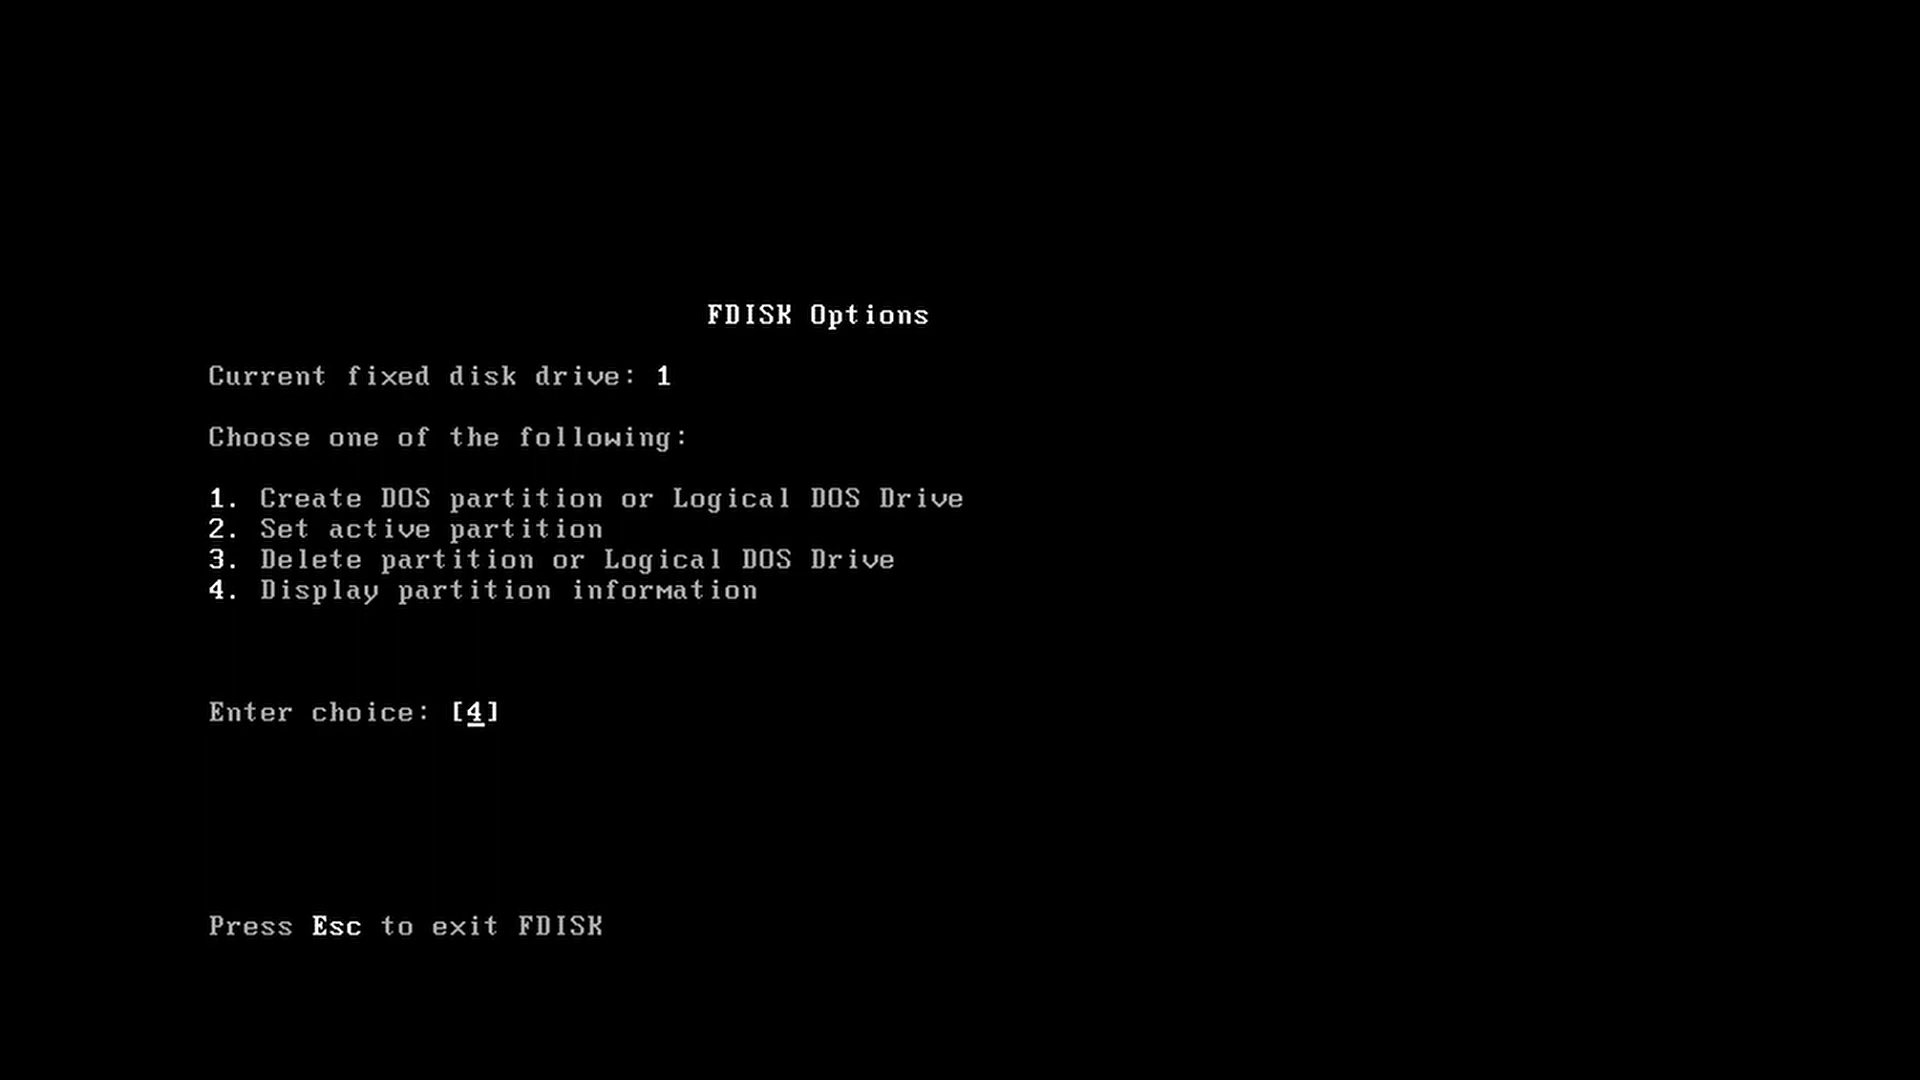 FDISK Options
Current fixed disk drive: 1
Choose one of the following:
1. Create DOS partition or Logical DOS Drive
2. Set active partition
3. Delete partition or Logical DOS Drive
4. Display partition information
Enter choice: [4]
Press Esc to exit FDISK